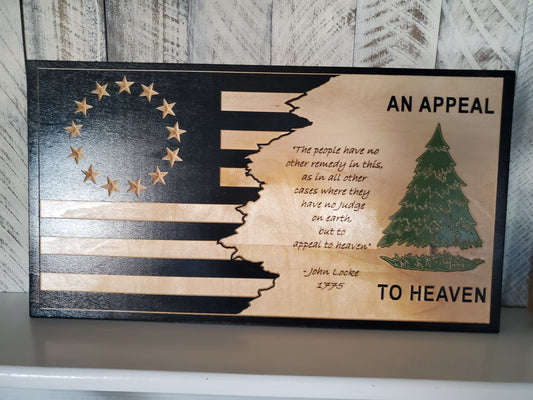 AN APPEAL
"The people have no
other remedy in this,
as in all other
cases where they
have no Judge
on earth,
but to
appeal to heaven"
-John Locke
1775
TO HEAVEN